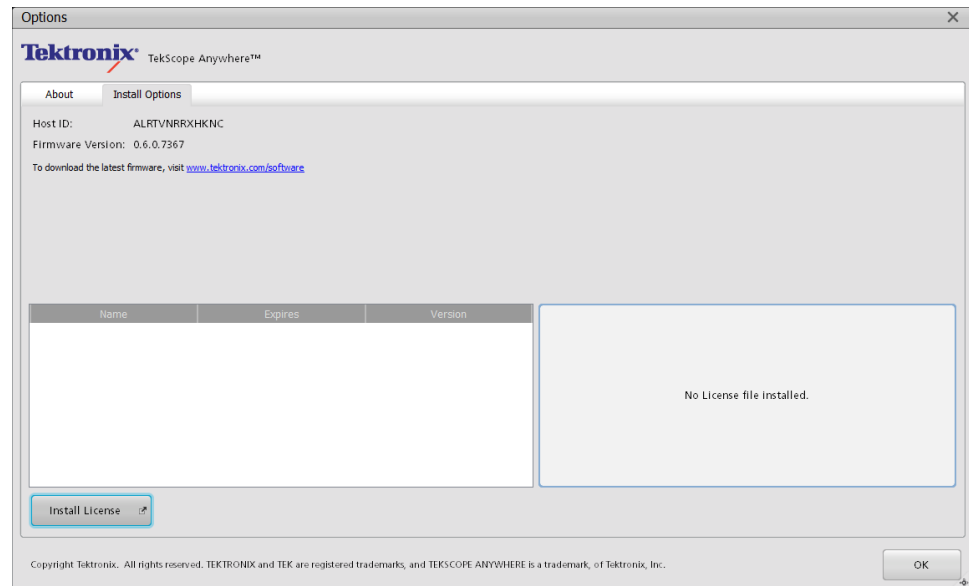 Options
Tektronix® TekScope Anywhere™
About Install Options
Host ID: ALRTVNRRXHKNC
Firmware Version: 0.6.0.7367
To download the latest firmware, visit www.tektronix.com/software
Name Expires Version
No License file installed.
Install License
Copyright Tektronix. All rights reserved. TEKTRONIX and TEK are registered trademarks, and TEKSCOPE ANYWHERE is a trademark, of Tektronix, Inc.
OK